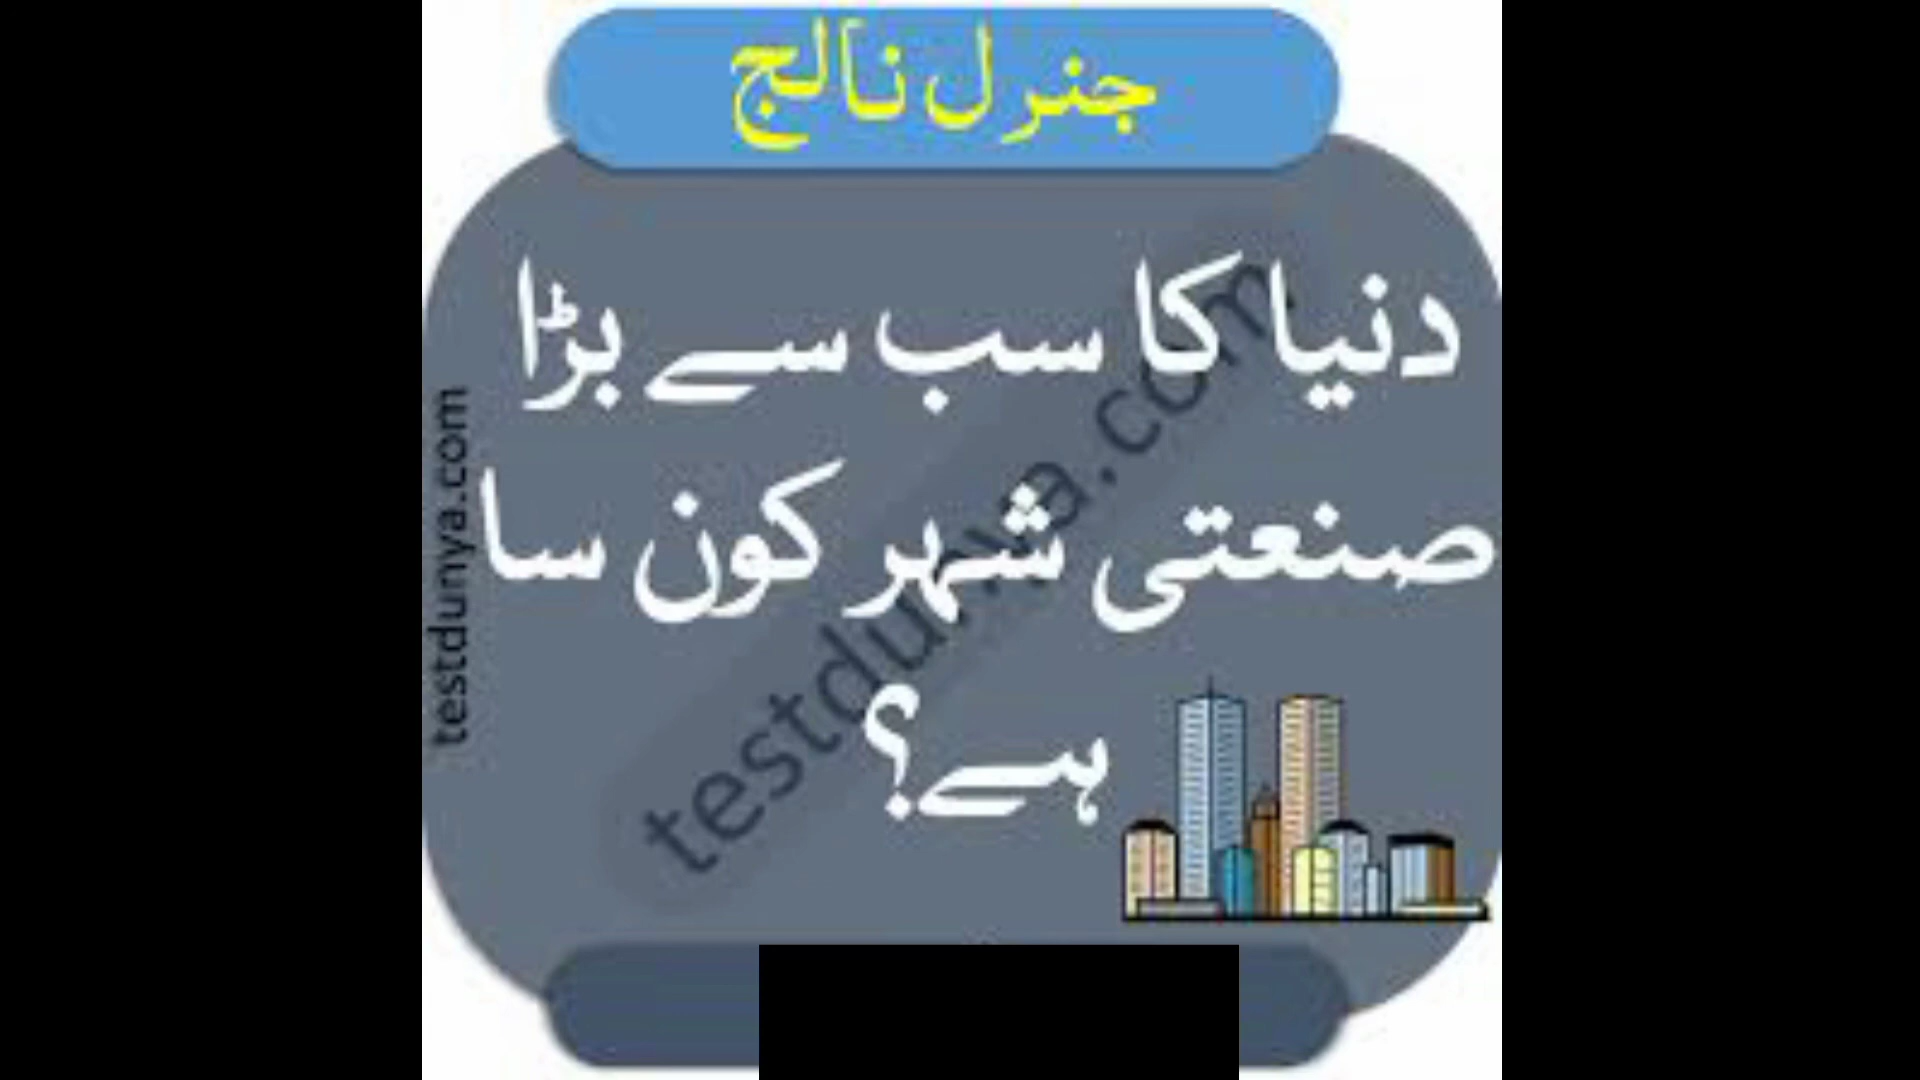 جنرل نالج
دنیا کا سب سے بڑا
صنعتی شہر کون سا
ہے؟
testdunya.com
testdunya.com